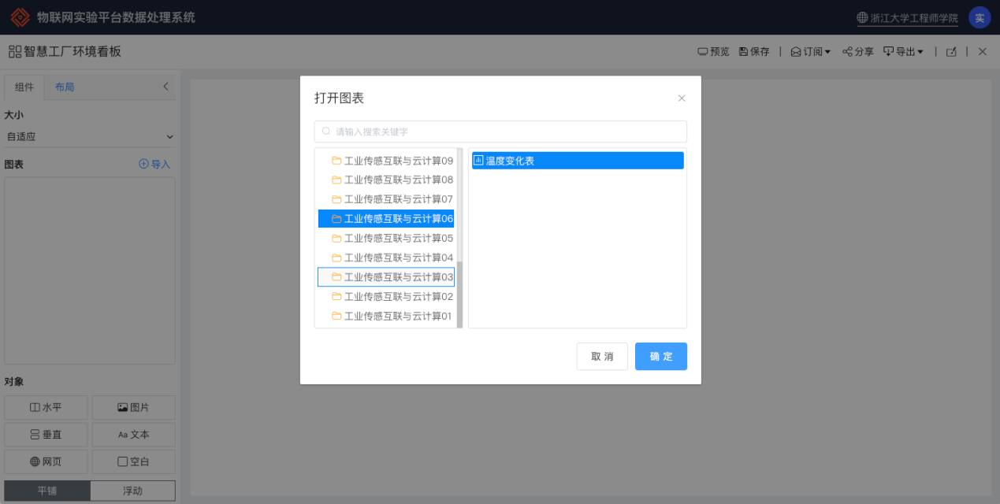 物联网实验平台数据处理系统
浙江大学工程师学院
实
智慧工厂环境看板
预览
保存
订阅
分享
导出
组件
布局
大小
自适应
图表
导入
对象
水平
图片
垂直
Aa 文本
网页
空白
平铺
浮动
打开图表
请输入搜索关键字
工业传感互联与云计算09
工业传感互联与云计算08
工业传感互联与云计算07
工业传感互联与云计算06
工业传感互联与云计算05
工业传感互联与云计算04
工业传感互联与云计算03
工业传感互联与云计算02
工业传感互联与云计算01
温度变化表
取 消
确 定